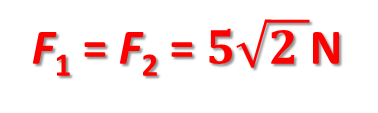 F₁ = F₂ = 5√2 N